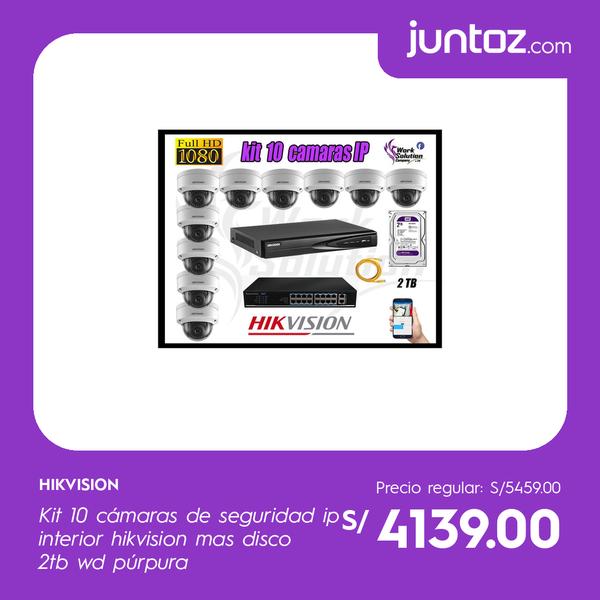 juntoz.com
Full HD
1080
kit 10 camaras IP
Work
Solution
Company
HIKVISION
2 TB
HIKVISION
Precio regular: S/5459.00
Kit 10 cámaras de seguridad ip
interior hikvision mas disco
2tb wd púrpura
S/ 4139.00